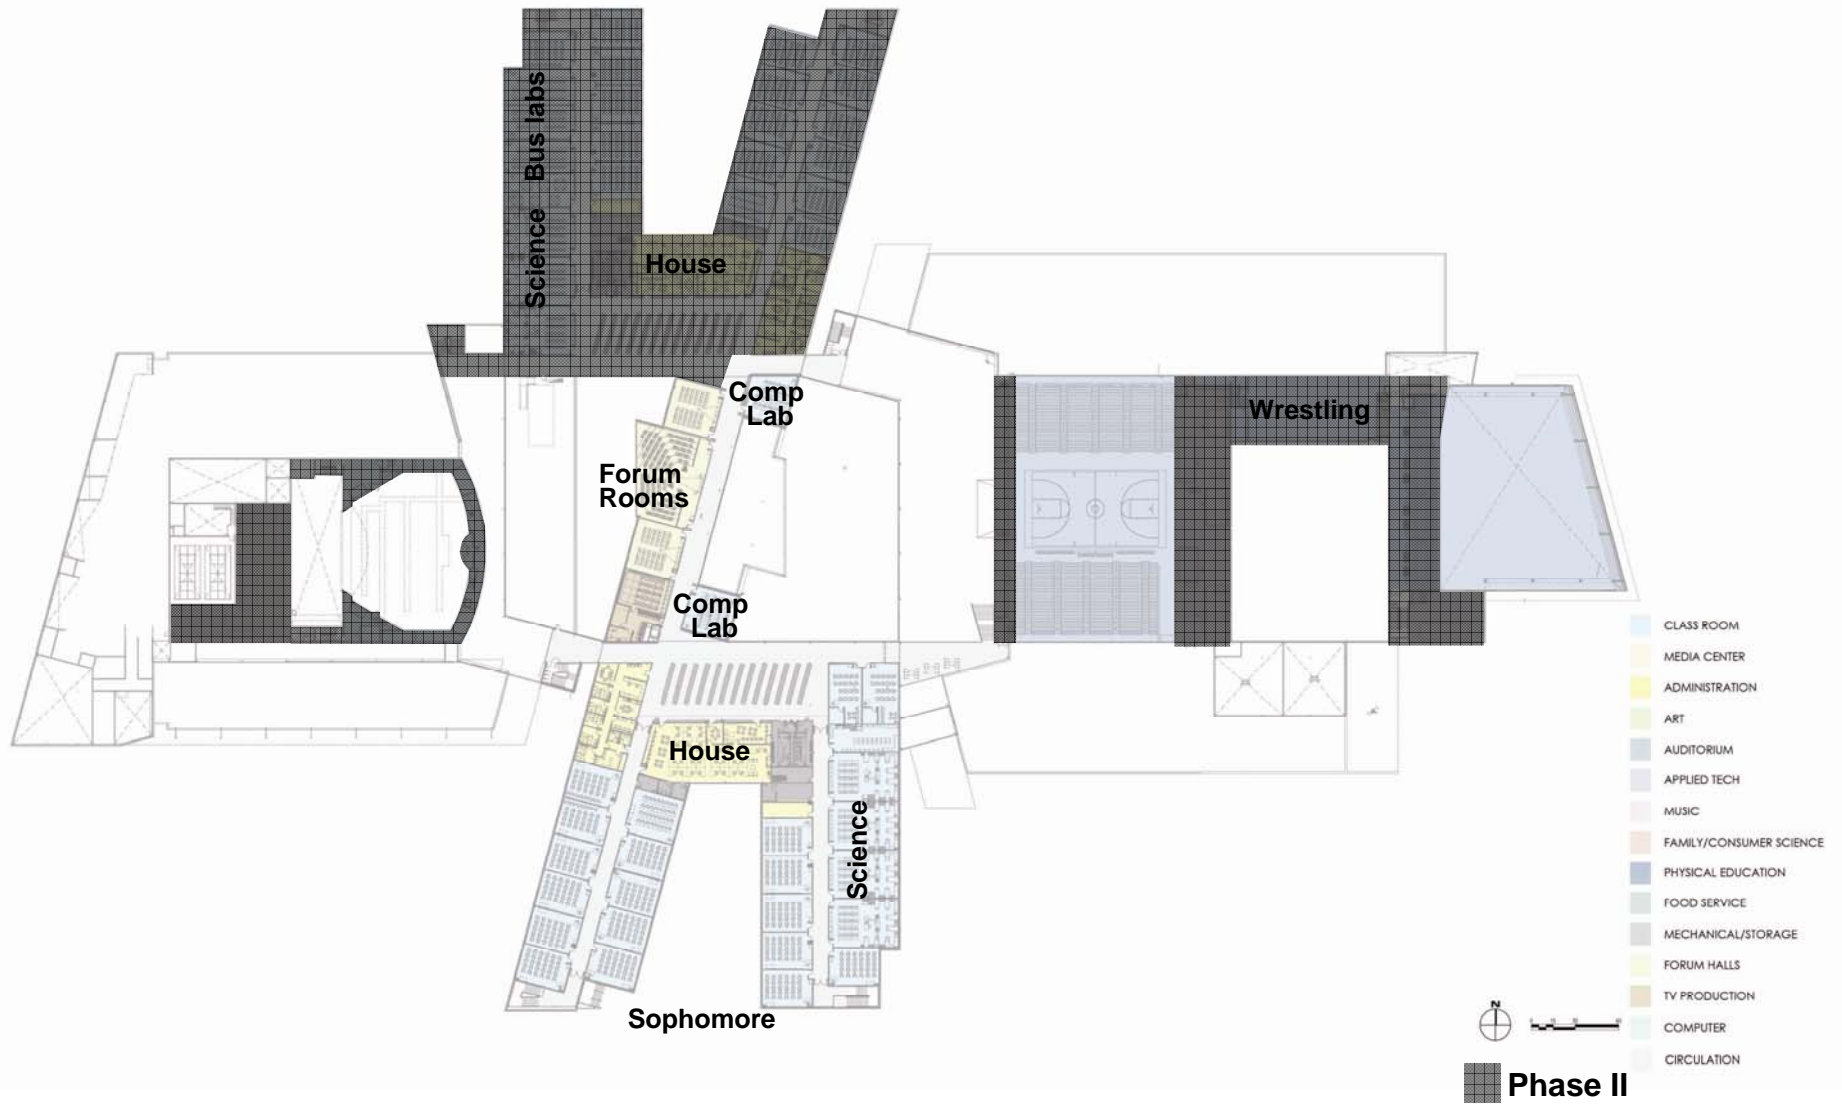 Bus labs
Science
House
Comp
Lab
Wrestling
Forum
Rooms
Comp
Lab
House
Science
Sophomore
CLASS ROOM
MEDIA CENTER
ADMINISTRATION
ART
AUDITORIUM
APPLIED TECH
MUSIC
FAMILY/CONSUMER SCIENCE
PHYSICAL EDUCATION
FOOD SERVICE
MECHANICAL/STORAGE
FORUM HALLS
TV PRODUCTION
COMPUTER
CIRCULATION
N
Phase II